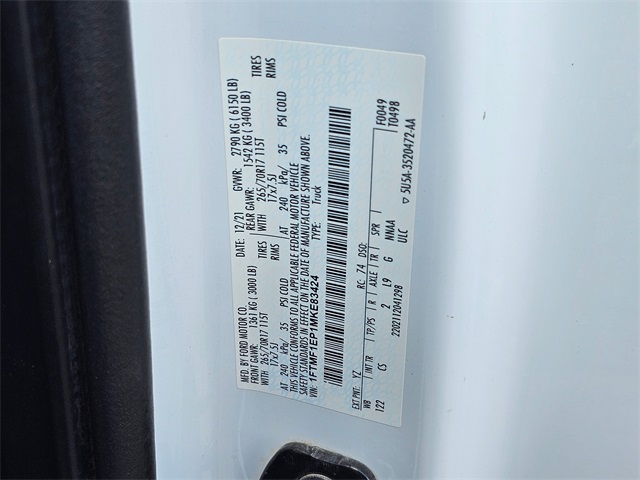 MFD. BY FORD MOTOR CO.
DATE: 12/21 GVWR: 2790 KG ( 6150 LB)
FRONT GAWR: 1361 KG ( 3000 LB) REAR GAWR: 1542 KG ( 3400 LB)
265/70R17 115T TIRES WITH 265/70R17 115T TIRES
17x7.5J RIMS 17x7.5J RIMS
AT 240 kPa/ 35 PSI COLD AT 240 kPa/ 35 PSI COLD
THIS VEHICLE CONFORMS TO ALL APPLICABLE FEDERAL MOTOR VEHICLE
SAFETY STANDARDS IN EFFECT ON THE DATE OF MANUFACTURE SHOWN ABOVE.
VIN: 1FTMF1EP1MKE83424
TYPE: Truck
F0049
T0498
EXT PNT: YZ RC: 74 DSO:
WB INT TR TP/PS R AXLE TR SPR
122 CS 2 L9 G NNAA
ULC
2202112041298
5U5A-3520472-AA